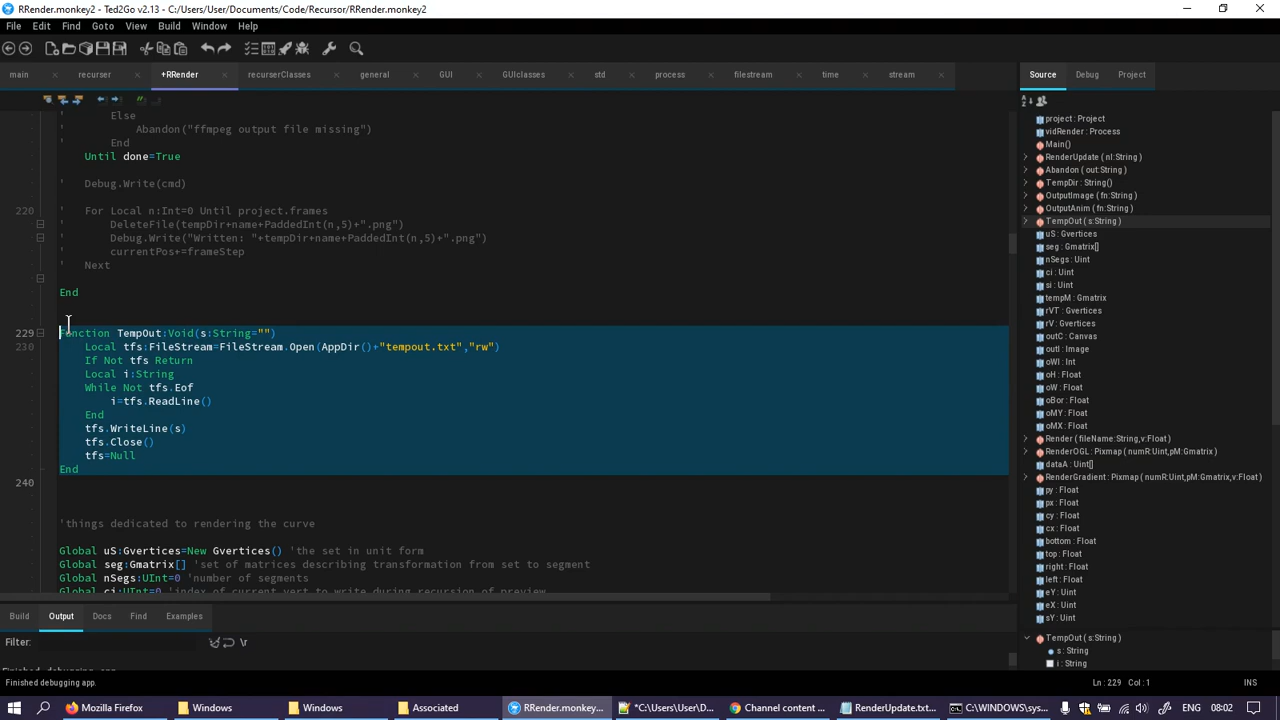 RRender.monkey2 - Ted2Go v2.13 - C:/Users/User/Documents/Code/Recursor/RRender.monkey2
File Edit Find Goto View Build Window Help
main recurser +RRender recurserClasses general GUI GUIclasses std process filestream time stream
Source Debug Project
' Else
' Abandon("ffmpeg output file missing")
' End
Until done=True
' Debug.Write(cmd)
220 ' For Local n:Int=0 Until project.frames
' DeleteFile(tempDir+name+PaddedInt(n,5)+".png")
' Debug.Write("Written: "+tempDir+name+PaddedInt(n,5)+".png")
' currentPos+=frameStep
' Next
End
229 Function TempOut:Void(s:String="")
230 Local tfs:FileStream=FileStream.Open(AppDir()+"tempout.txt","rw")
If Not tfs Return
Local i:String
While Not tfs.Eof
i=tfs.ReadLine()
End
tfs.WriteLine(s)
tfs.Close()
tfs=Null
End
240
'things dedicated to rendering the curve
Global uS:Gvertices=New Gvertices() 'the set in unit form
Global seg:Gmatrix[] 'set of matrices describing transformation from set to segment
Global nSegs:UInt=0 'number of segments
Global ci:UInt=0 'index of current vert to write during recursion of preview
project : Project
vidRender : Process
Main()
RenderUpdate ( nl:String )
Abandon ( out:String )
TempDir : String()
OutputImage ( fn:String )
OutputAnim ( fn:String )
TempOut ( s:String )
uS : Gvertices
seg : Gmatrix[]
nSegs : Uint
ci : Uint
si : Uint
tempM : Gmatrix
rVT : Gvertices
rV : Gvertices
outC : Canvas
outI : Image
oWI : Int
oH : Float
oW : Float
oBor : Float
oMY : Float
oMX : Float
Render ( fileName:String,v:Float )
RenderOGL : Pixmap ( numR:Uint,pM:Gmatrix )
dataA : Uint[]
RenderGradient : Pixmap ( numR:Uint,pM:Gmatrix,v:Float )
py : Float
px : Float
cy : Float
cx : Float
bottom : Float
top : Float
right : Float
left : Float
eY : Uint
eX : Uint
sY : Uint
TempOut ( s:String )
s : String
i : String
Build Output Docs Find Examples
Filter: \r
Finished debugging app.
Finished debugging app.
Ln : 229 Col : 1 INS
Mozilla Firefox Windows Windows Associated RRender.monkey2 ... *C:\Users\User\D... Channel content ... RenderUpdate.txt... C:\WINDOWS\sys... ENG 08:02